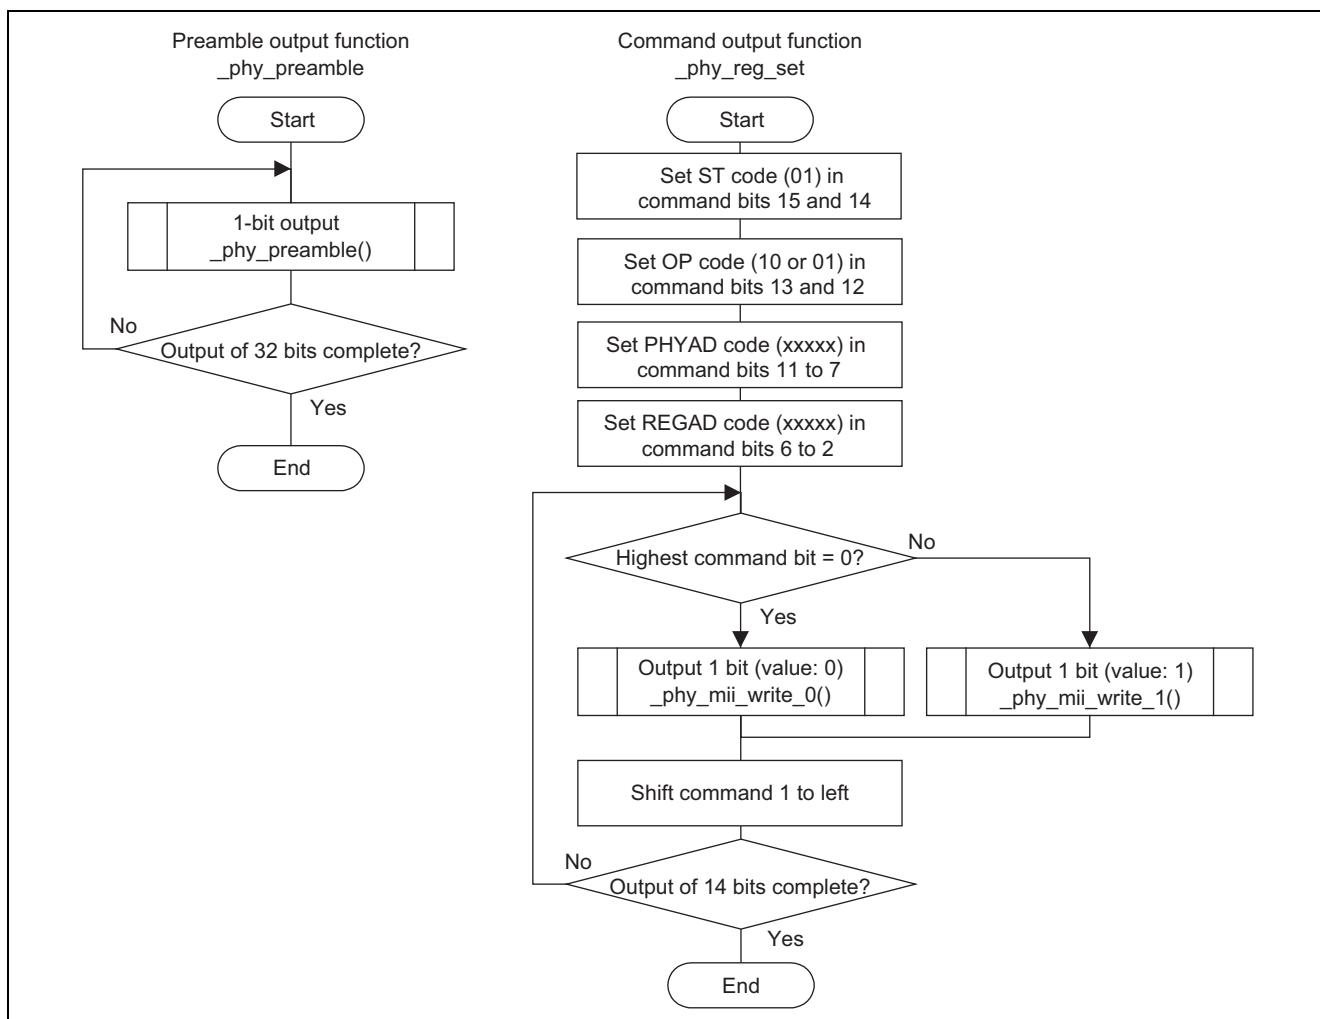 Preamble output function
_phy_preamble
Start
1-bit output
_phy_preamble()
No
Output of 32 bits complete?
Yes
End
Command output function
_phy_reg_set
Start
Set ST code (01) in
command bits 15 and 14
Set OP code (10 or 01) in
command bits 13 and 12
Set PHYAD code (xxxxx) in
command bits 11 to 7
Set REGAD code (xxxxx) in
command bits 6 to 2
Highest command bit = 0?
No
Yes
Output 1 bit (value: 0)
_phy_mii_write_0()
Output 1 bit (value: 1)
_phy_mii_write_1()
Shift command 1 to left
No
Output of 14 bits complete?
Yes
End